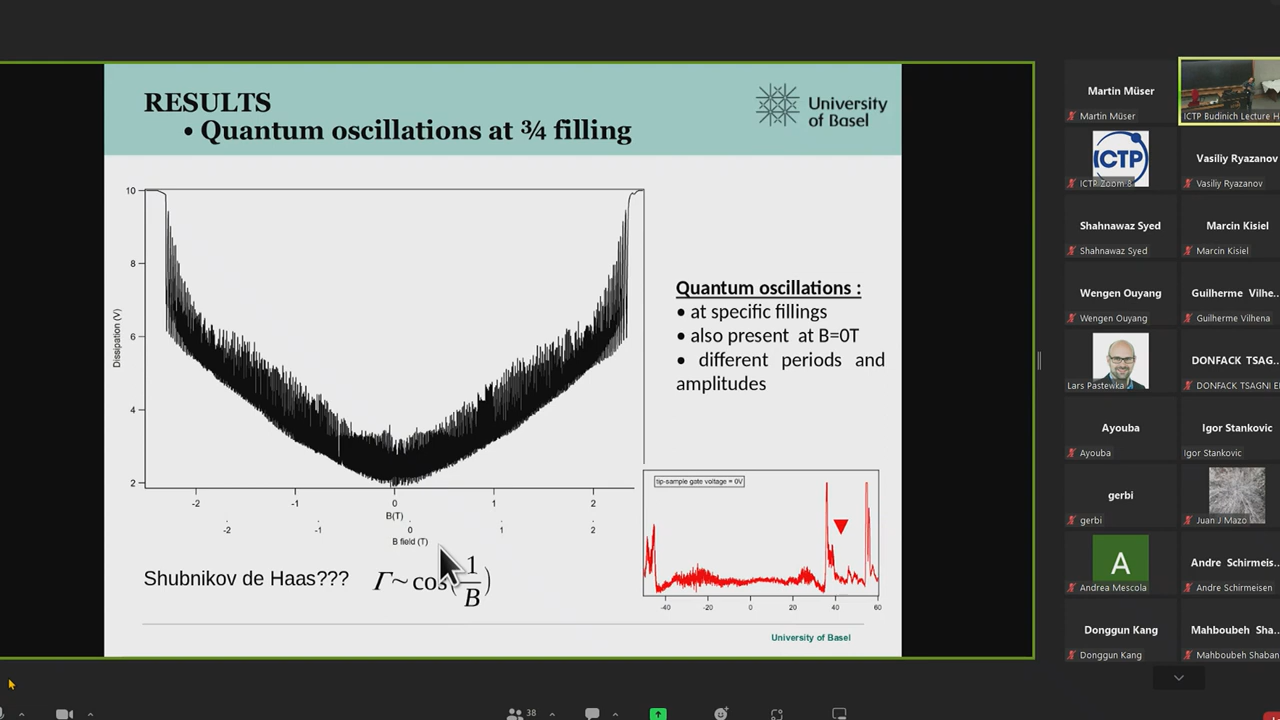 RESULTS
• Quantum oscillations at ¾ filling
University
of Basel
10
8
6
4
2
Dissipation (V)
-2
-1
0
1
2
B(T)
-2
-1
0
1
2
B field (T)
Quantum oscillations :
• at specific fillings
• also present at B=0T
• different periods and
amplitudes
tip-sample gate voltage = 0V
-40
-20
0
20
40
60
Shubnikov de Haas???
Γ~ cos(1/B)
University of Basel
Martin Müser
Martin Müser
ICTP Budinich Lecture H
ICTP
ICTP Zoom 8
Vasiliy Ryazanov
Vasiliy Ryazanov
Shahnawaz Syed
Shahnawaz Syed
Marcin Kisiel
Marcin Kisiel
Wengen Ouyang
Wengen Ouyang
Guilherme Vilhe...
Guilherme Vilhena
Lars Pastewka
DONFACK TSAG...
DONFACK TSAGNI E
Ayouba
Ayouba
Igor Stankovic
Igor Stankovic
gerbi
gerbi
Juan J Mazo
A
Andrea Mescola
Andre Schirmeis...
Andre Schirmeisen
Donggun Kang
Donggun Kang
Mahboubeh Sha...
Mahboubeh Shaban
38